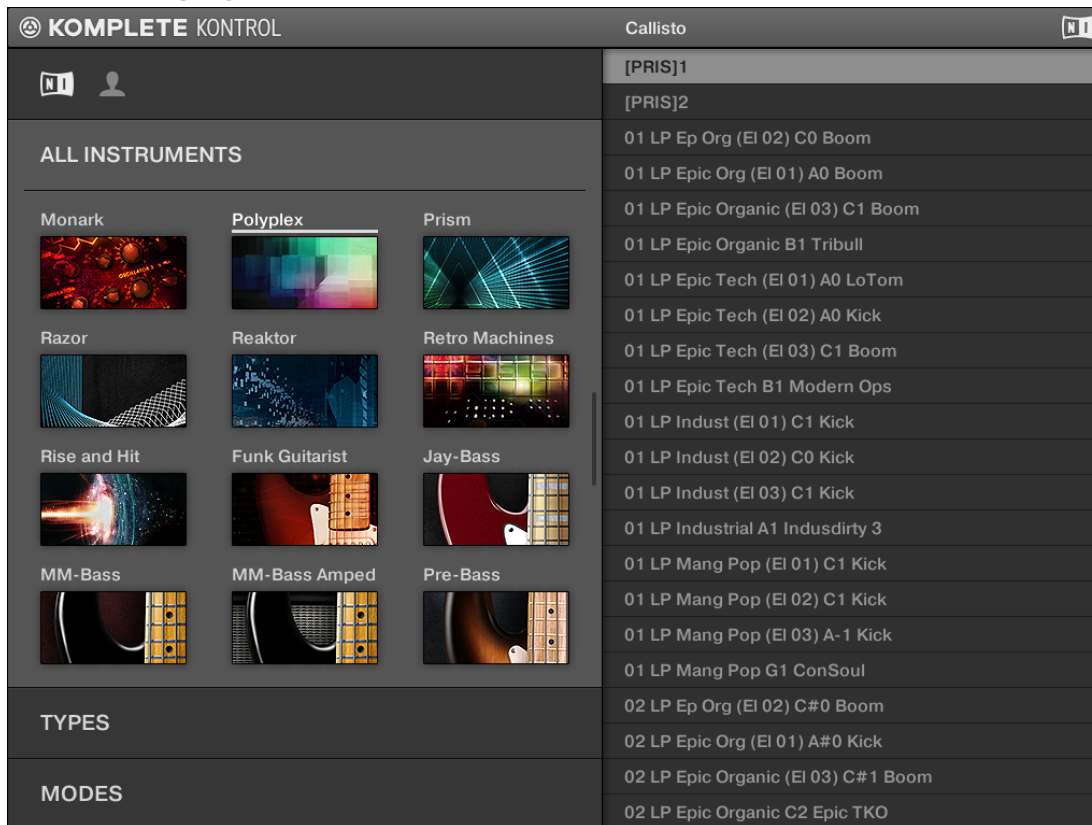 KOMPLETE KONTROL
Callisto
NI
NI
ALL INSTRUMENTS
Monark
Polyplex
Prism
Razor
Reaktor
Retro Machines
Rise and Hit
Funk Guitarist
Jay-Bass
MM-Bass
MM-Bass Amped
Pre-Bass
TYPES
MODES
[PRIS]1
[PRIS]2
01 LP Ep Org (El 02) C0 Boom
01 LP Epic Org (El 01) A0 Boom
01 LP Epic Organic (El 03) C1 Boom
01 LP Epic Organic B1 Tribull
01 LP Epic Tech (El 01) A0 LoTom
01 LP Epic Tech (El 02) A0 Kick
01 LP Epic Tech (El 03) C1 Boom
01 LP Epic Tech B1 Modern Ops
01 LP Indust (El 01) C1 Kick
01 LP Indust (El 02) C0 Kick
01 LP Indust (El 03) C1 Kick
01 LP Industrial A1 Indusdirty 3
01 LP Mang Pop (El 01) C1 Kick
01 LP Mang Pop (El 02) C1 Kick
01 LP Mang Pop (El 03) A-1 Kick
01 LP Mang Pop G1 ConSoul
02 LP Ep Org (El 02) C#0 Boom
02 LP Epic Org (El 01) A#0 Kick
02 LP Epic Organic (El 03) C#1 Boom
02 LP Epic Organic C2 Epic TKO